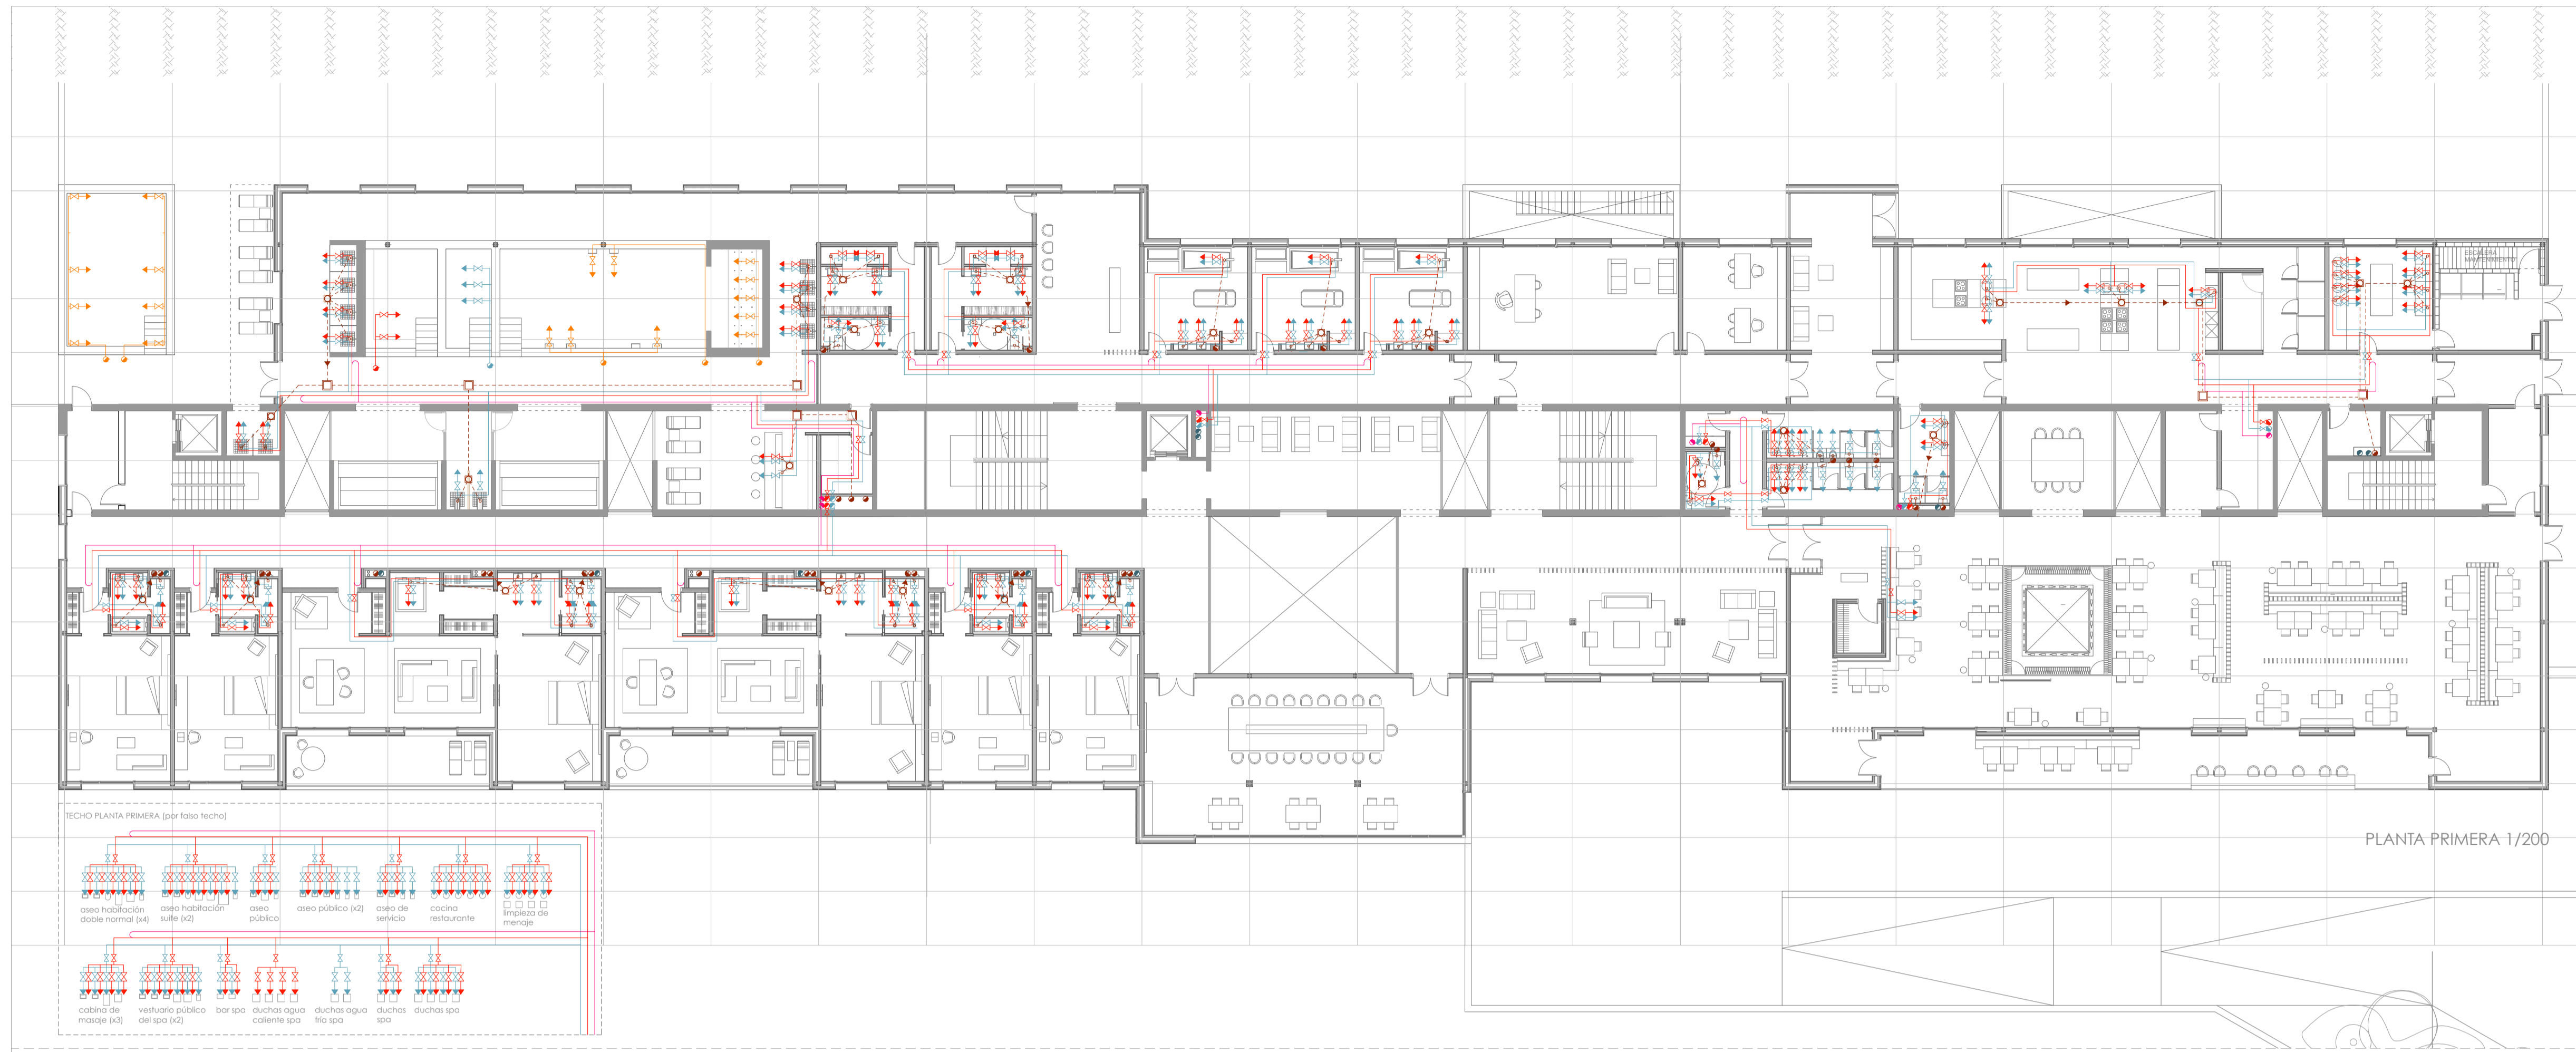 ESCALERA
MANTENIMIENTO
TECHO PLANTA PRIMERA (por falso techo)
aseo habitación
doble normal (x4)
aseo habitación
suite (x2)
aseo
público
aseo público (x2)
aseo de
servicio
cocina
restaurante
limpieza de
menaje
cabina de
masaje (x3)
vestuario público
del spa (x2)
bar spa
duchas agua
caliente spa
duchas agua
fría spa
duchas
spa
duchas spa
PLANTA PRIMERA 1/200